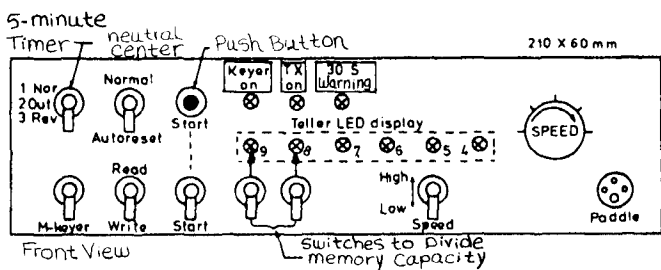 5-minute
Timer neutral center Push Button 210 X 60 mm
1 Nor
2 Out
3 Rev
Normal
Autoreset
Start
Keyer on
TX on
30 S Warning
Teller LED display
9 8 7 6 5 4
SPEED
M-keyer
Read
Write
Start
High
Low
Speed
Paddle
Front View
Switches to Divide
memory Capacity